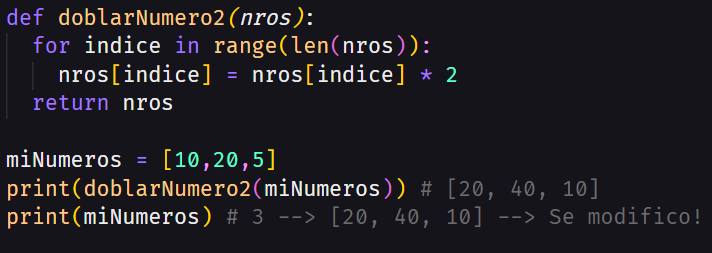 def doblarNumero2(nros):
  for indice in range(len(nros)):
    nros[indice] = nros[indice] * 2
  return nros

miNumeros = [10,20,5]
print(doblarNumero2(miNumeros)) # [20, 40, 10]
print(miNumeros) # 3 --> [20, 40, 10] --> Se modifico!